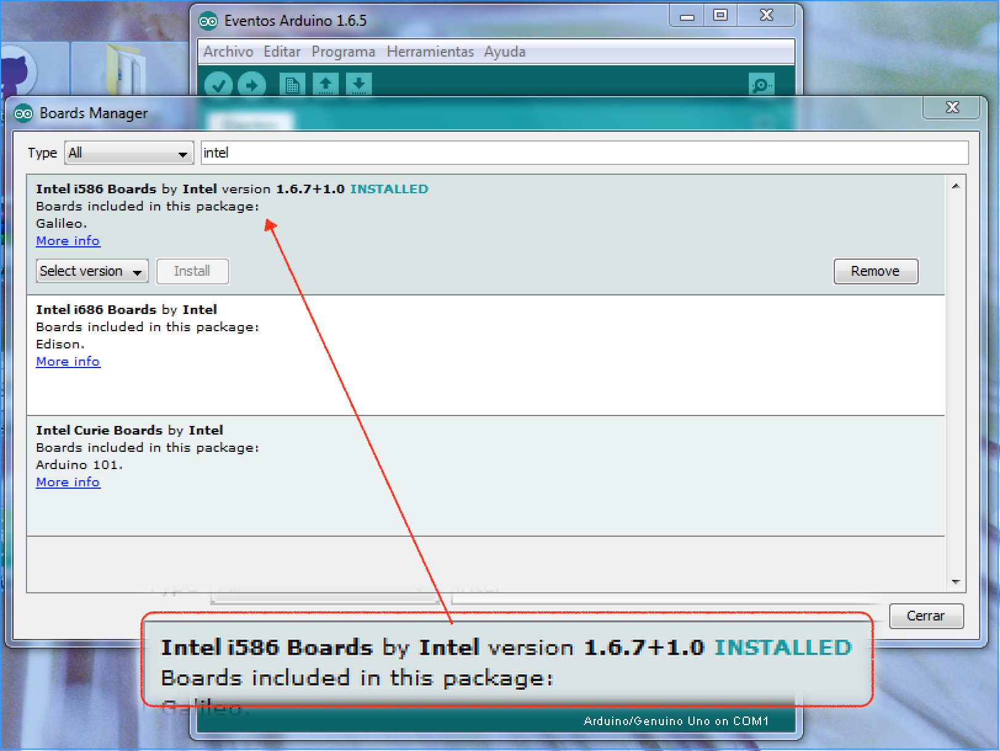 Eventos Arduino 1.6.5
Archivo Editar Programa Herramientas Ayuda
Boards Manager
Type All intel
Intel i586 Boards by Intel version 1.6.7+1.0 INSTALLED
Boards included in this package:
Galileo.
More info
Select version Install Remove
Intel i686 Boards by Intel
Boards included in this package:
Edison.
More info
Intel Curie Boards by Intel
Boards included in this package:
Arduino 101.
More info
Cerrar
Intel i586 Boards by Intel version 1.6.7+1.0 INSTALLED
Boards included in this package:
Galileo.
Arduino/Genuino Uno on COM1